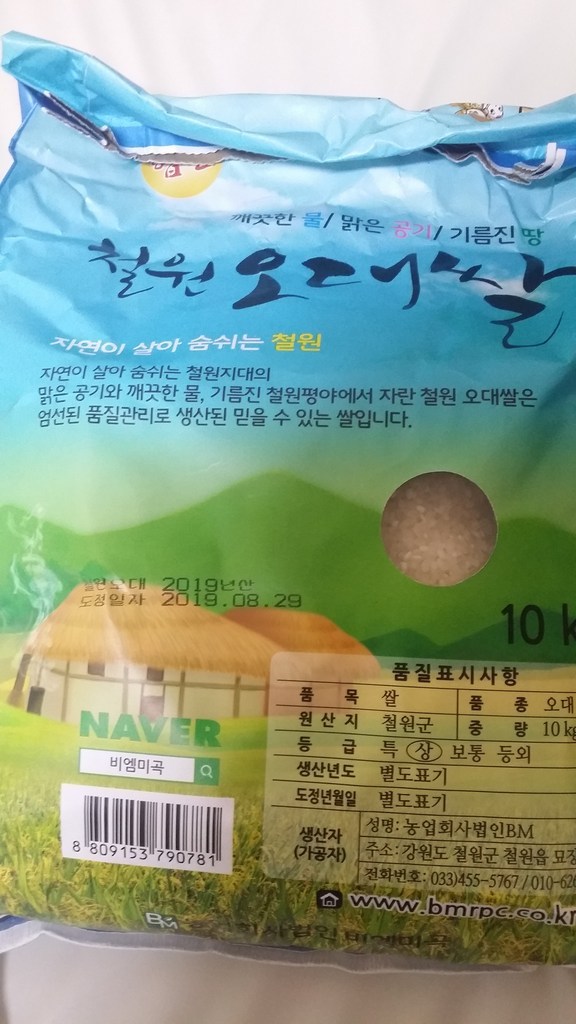 깨끗한 물/ 맑은 공기/ 기름진 땅
철원 오대쌀
자연이 살아 숨쉬는 철원
자연이 살아 숨쉬는 철원지대의
맑은 공기와 깨끗한 물, 기름진 철원평야에서 자란 철원 오대쌀은
엄선된 품질관리로 생산된 믿을 수 있는 쌀입니다.
철원오대 2019년산
도정일자 2019.08.29
10 k
품질표시사항
품 목 쌀 품 종 오대
원산지 철원군 중 량 10kg
등 급 특 상 보통 등외
생산년도 별도표기
도정년월일 별도표기
생산자 (가공자) 성명: 농업회사법인BM
주소: 강원도 철원군 철원읍 묘장
전화번호: 033)455-5767 / 010-62
www.bmrpc.co.kr
NAVER
비엠미곡
8 809153 790781
BM